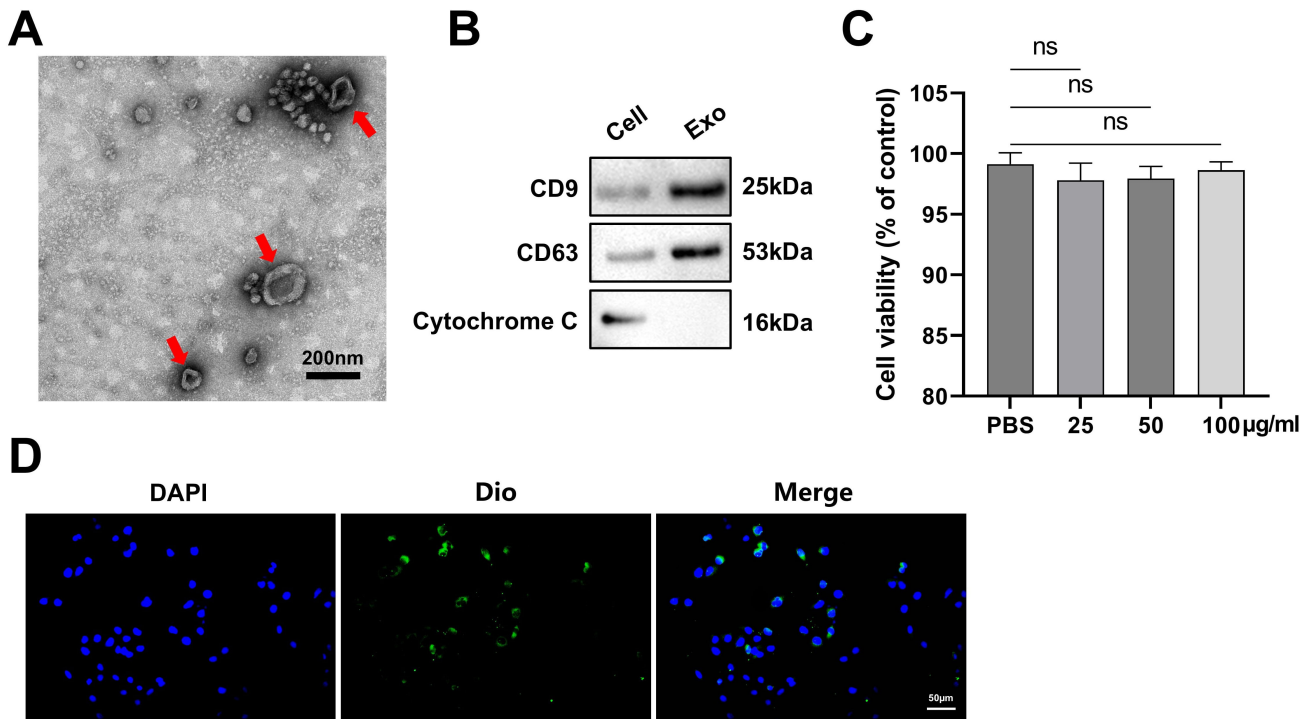 A
200nm
B
Cell Exo
CD9 25kDa
CD63 53kDa
Cytochrome C 16kDa
C
ns
ns
ns
Cell viability (% of control)
105
100
95
90
85
80
PBS 25 50 100 μg/ml
D
DAPI Dio Merge
50μm